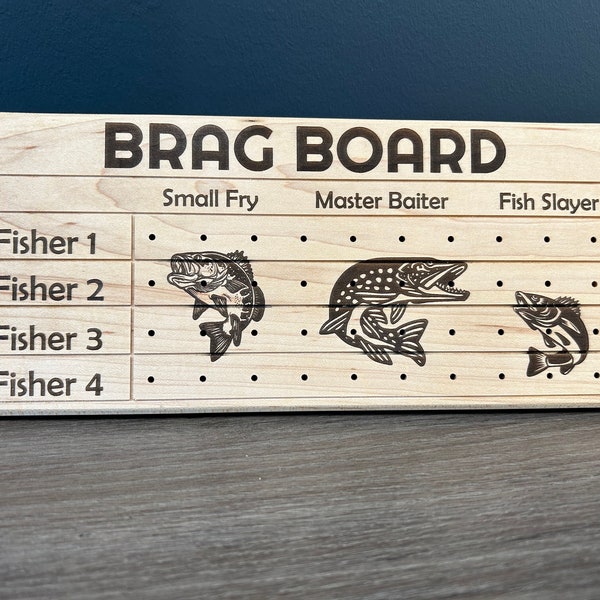 BRAG BOARD
Small Fry Master Baiter Fish Slayer
Fisher 1
Fisher 2
Fisher 3
Fisher 4